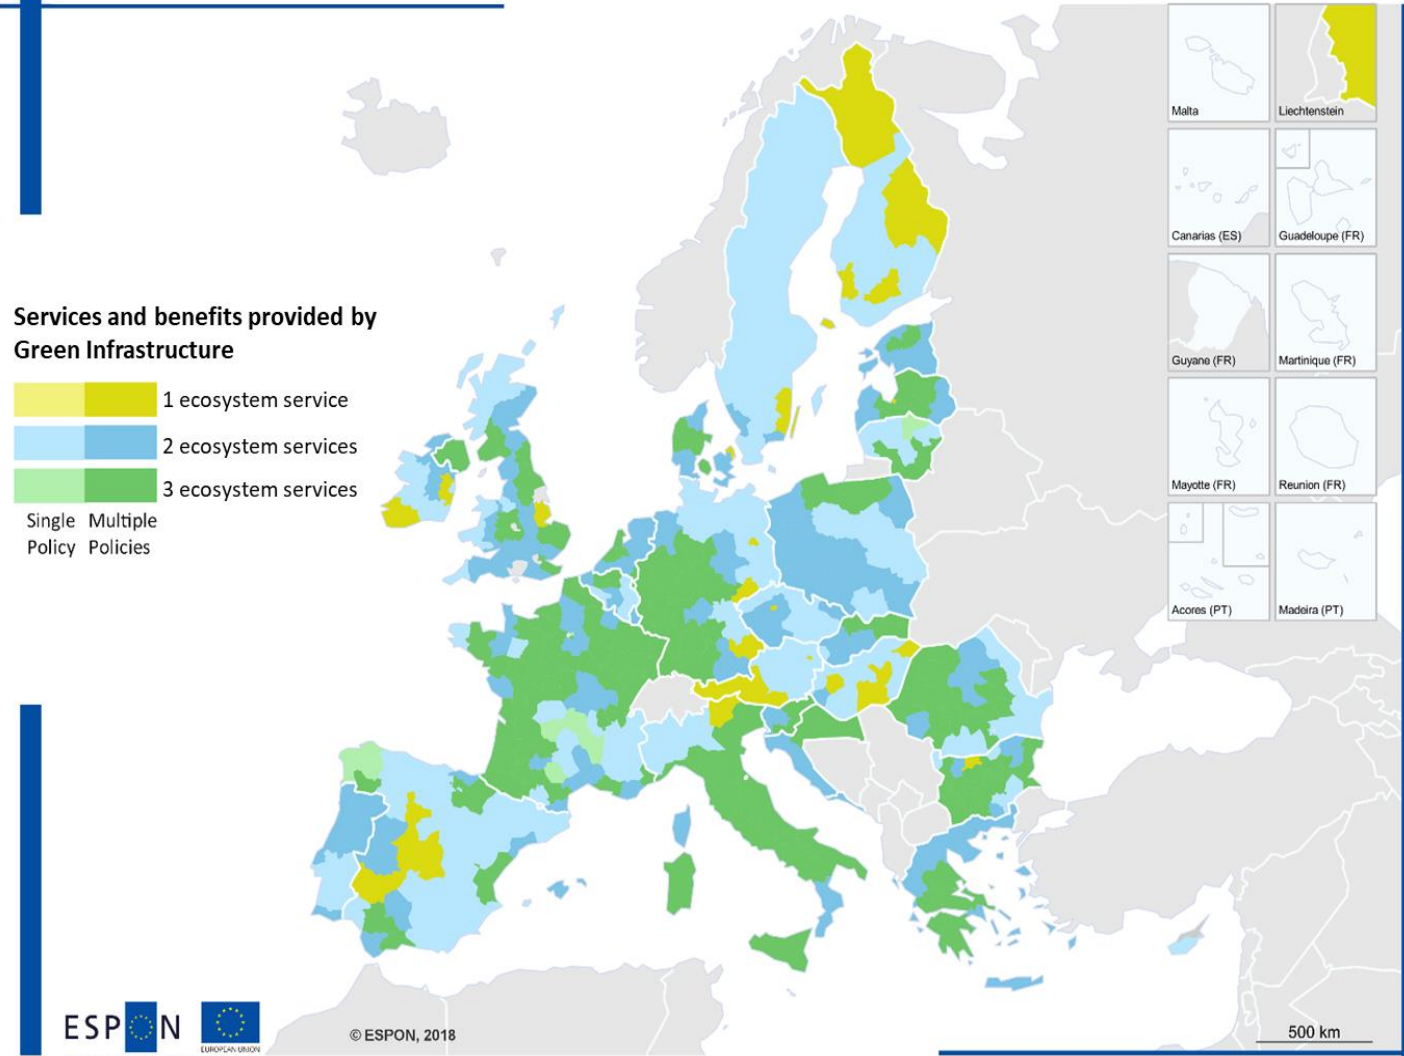 Services and benefits provided by
Green Infrastructure
1 ecosystem service
2 ecosystem services
3 ecosystem services
Single Multiple
Policy Policies
Malta
Liechtenstein
Canarias (ES)
Guadeloupe (FR)
Guyane (FR)
Martinique (FR)
Mayotte (FR)
Reunion (FR)
Acores (PT)
Madeira (PT)
ESPON
EUROPEAN UNION
© ESPON, 2018
500 km